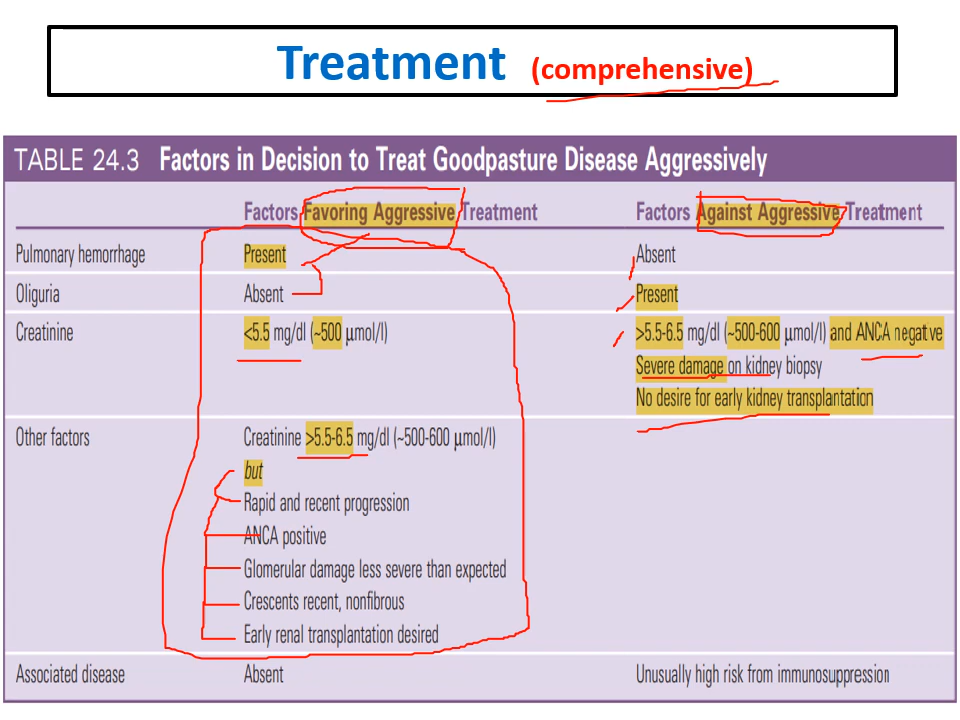 Treatment (comprehensive)
TABLE 24.3 Factors in Decision to Treat Goodpasture Disease Aggressively
Factors Favoring Aggressive Treatment Factors Against Aggressive Treatment
Pulmonary hemorrhage Present Absent
Oliguria Absent Present
Creatinine <5.5 mg/dl (~500 μmol/l) >5.5-6.5 mg/dl (~500-600 μmol/l) and ANCA negative
Severe damage on kidney biopsy
No desire for early kidney transplantation
Other factors Creatinine >5.5-6.5 mg/dl (~500-600 μmol/l)
but
Rapid and recent progression
ANCA positive
Glomerular damage less severe than expected
Crescents recent, nonfibrous
Early renal transplantation desired
Associated disease Absent Unusually high risk from immunosuppression